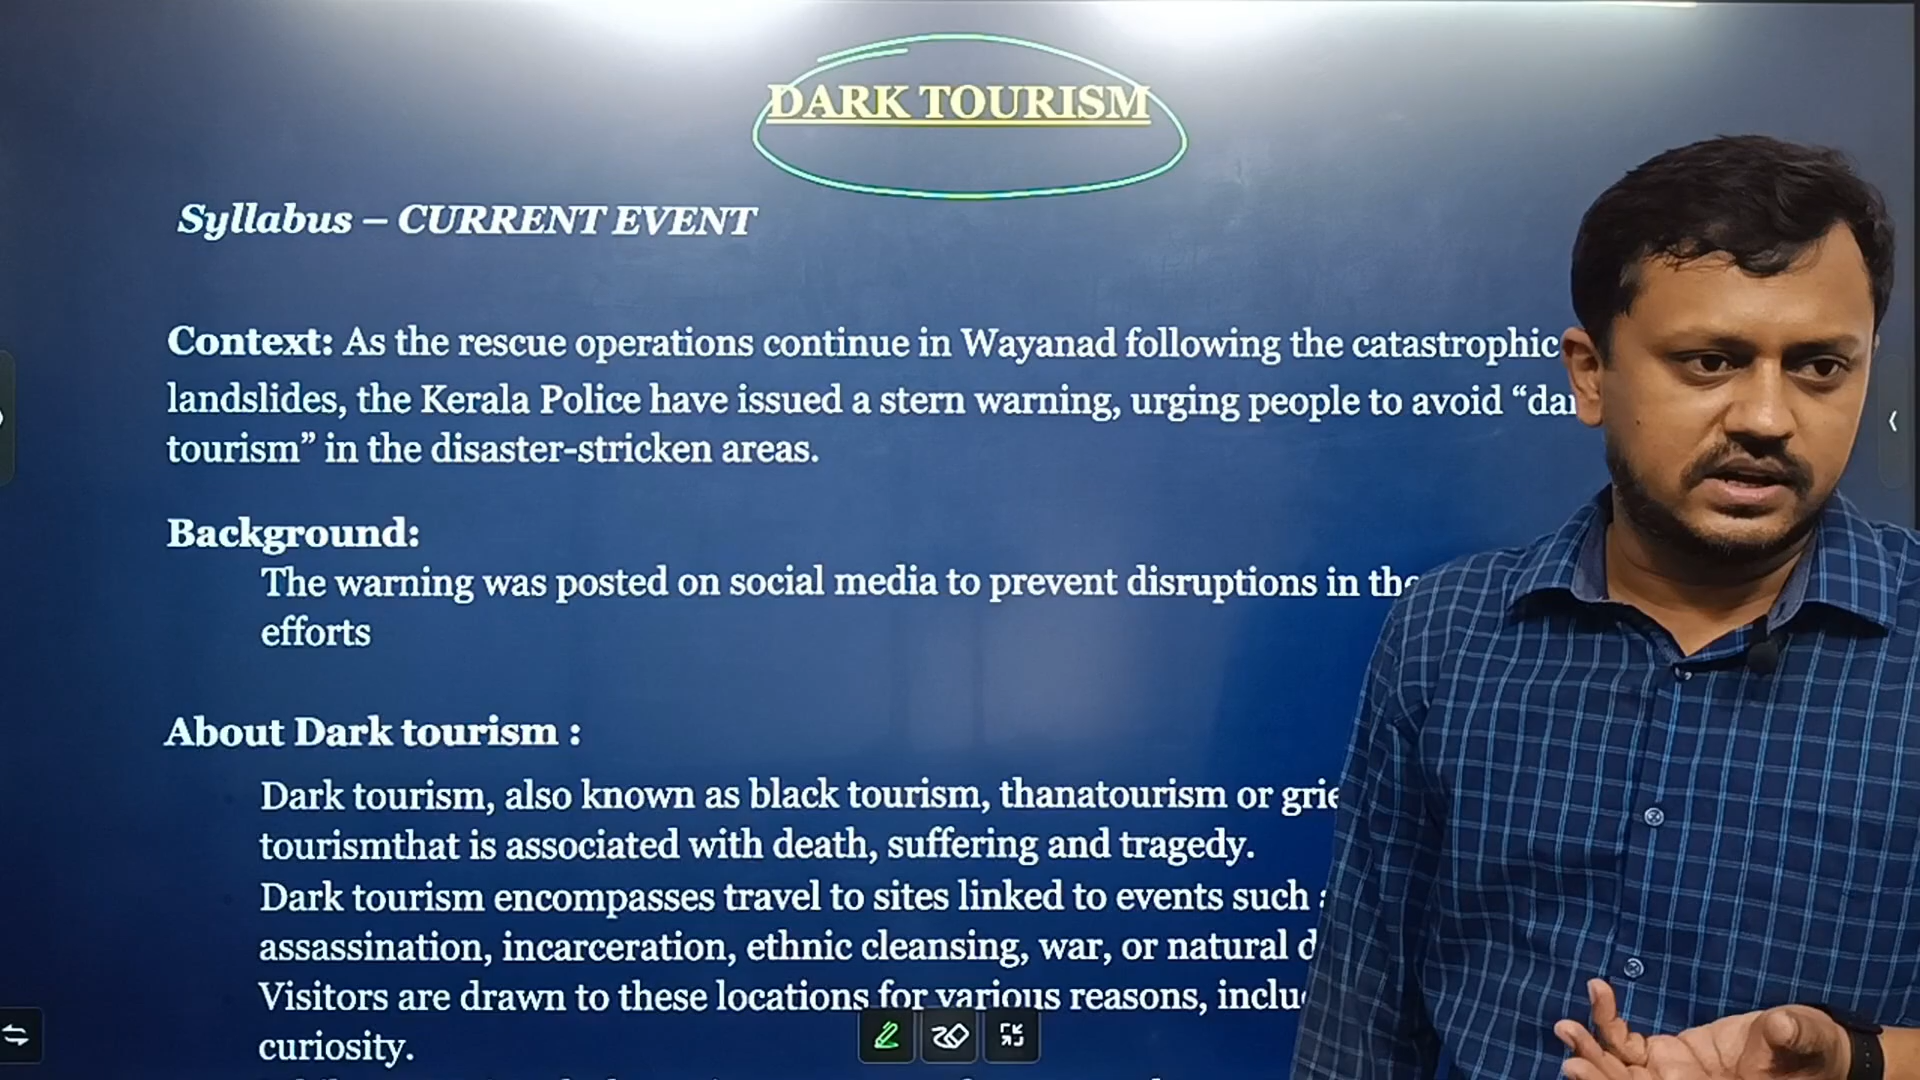 DARK TOURISM
Syllabus – CURRENT EVENT
Context: As the rescue operations continue in Wayanad following the catastrophic
landslides, the Kerala Police have issued a stern warning, urging people to avoid
tourism” in the disaster-stricken areas.
Background:
The warning was posted on social media to prevent disruptions in
efforts
About Dark tourism :
Dark tourism, also known as black tourism, thanatourism or
tourismthat is associated with death, suffering and tragedy.
Dark tourism encompasses travel to sites linked to events such
assassination, incarceration, ethnic cleansing, war, or natural
Visitors are drawn to these locations for various reasons,
curiosity.